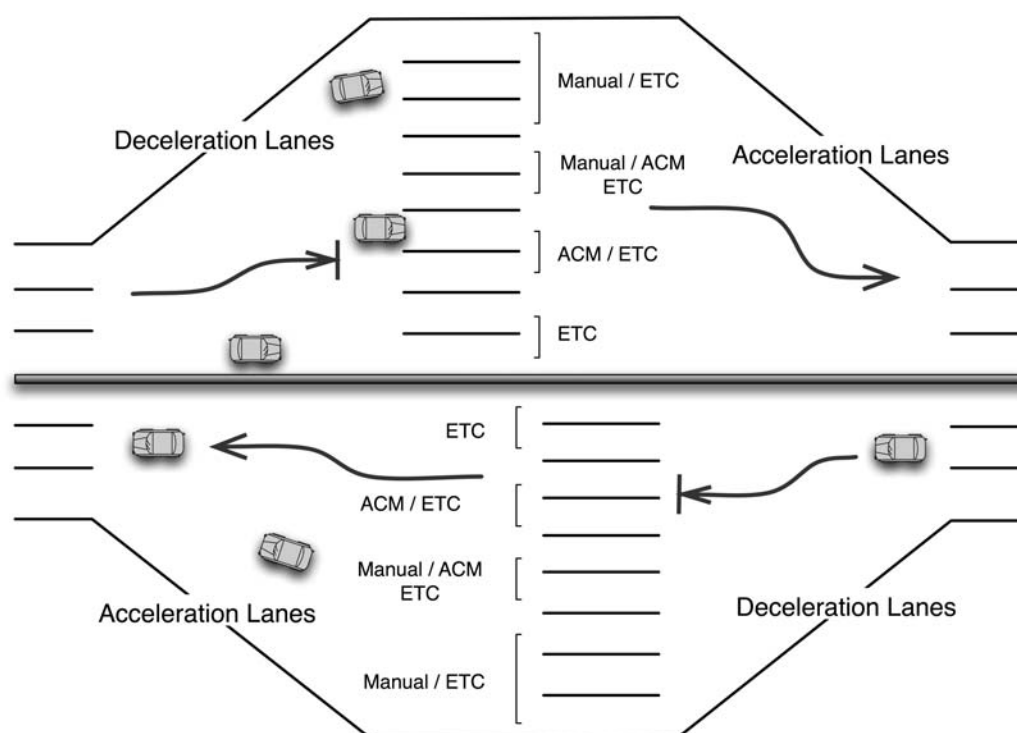 Manual / ETC
Deceleration Lanes
Acceleration Lanes
Manual / ACM
ETC
ACM / ETC
ETC
ETC
ACM / ETC
Manual / ACM
ETC
Acceleration Lanes
Deceleration Lanes
Manual / ETC